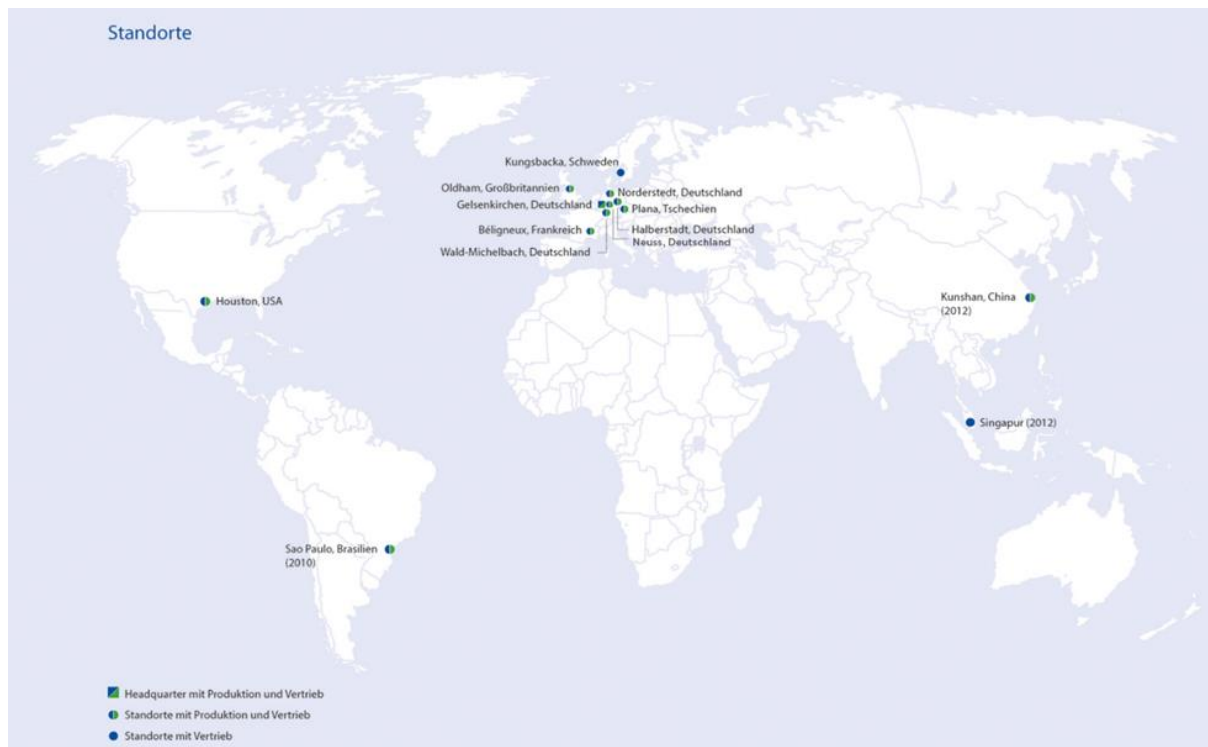 Standorte
Kungsbacka, Schweden
Oldham, Großbritannien
Norderstedt, Deutschland
Gelsenkirchen, Deutschland
Plana, Tschechien
Béligneux, Frankreich
Halberstadt, Deutschland
Neuss, Deutschland
Wald-Michelbach, Deutschland
Houston, USA
Kunshan, China
(2012)
Singapur (2012)
Sao Paulo, Brasilien
(2010)
Headquarter mit Produktion und Vertrieb
Standorte mit Produktion und Vertrieb
Standorte mit Vertrieb